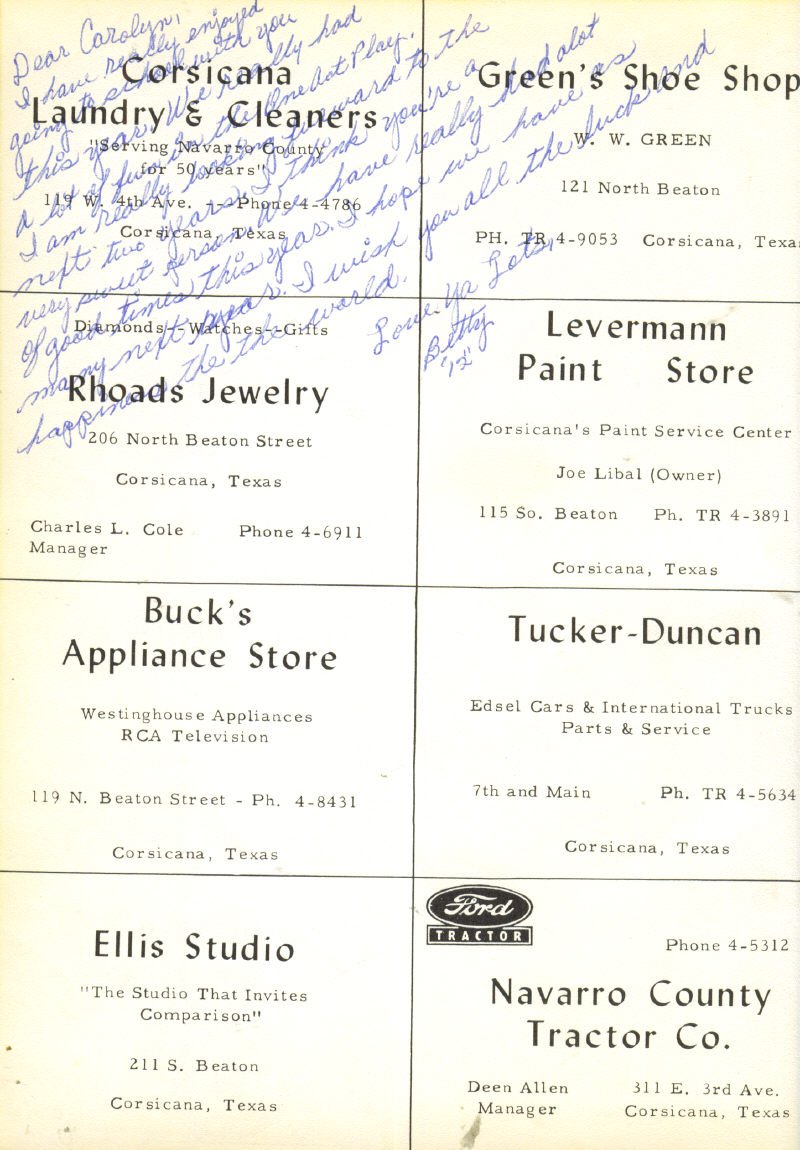 Dear Carolyn,
I have really enjoyed
going to school with you
this year. We really had
a lot of fun in the One Act Play.
I am really looking forward to the
next two years. I think you're a
very sweet person. We have really had alot
of good times this year. I hope we have as
many next year. I wish you all the luck and
happiness the the world.
Love Ya Lots,
Betty
'12'
Corsicana
Laundry & Cleaners
"Serving Navarro County
for 50 years"
119 W. 4th Ave. -- Phone 4-4786
Corsicana, Texas
Green's Shoe Shop
W. W. GREEN
121 North Beaton
PH. TR 4-9053 Corsicana, Texa
Diamonds--Watches--Gifts
Rhoads Jewelry
206 North Beaton Street
Corsicana, Texas
Charles L. Cole Phone 4-6911
Manager
Levermann
Paint Store
Corsicana's Paint Service Center
Joe Libal (Owner)
115 So. Beaton Ph. TR 4-3891
Corsicana, Texas
Buck's
Appliance Store
Westinghouse Appliances
RCA Television
119 N. Beaton Street - Ph. 4-8431
Corsicana, Texas
Tucker-Duncan
Edsel Cars & International Trucks
Parts & Service
7th and Main Ph. TR 4-5634
Corsicana, Texas
Ellis Studio
"The Studio That Invites
Comparison"
211 S. Beaton
Corsicana, Texas
Ford
TRACTOR
Phone 4-5312
Navarro County
Tractor Co.
Deen Allen 311 E. 3rd Ave.
Manager Corsicana, Texas